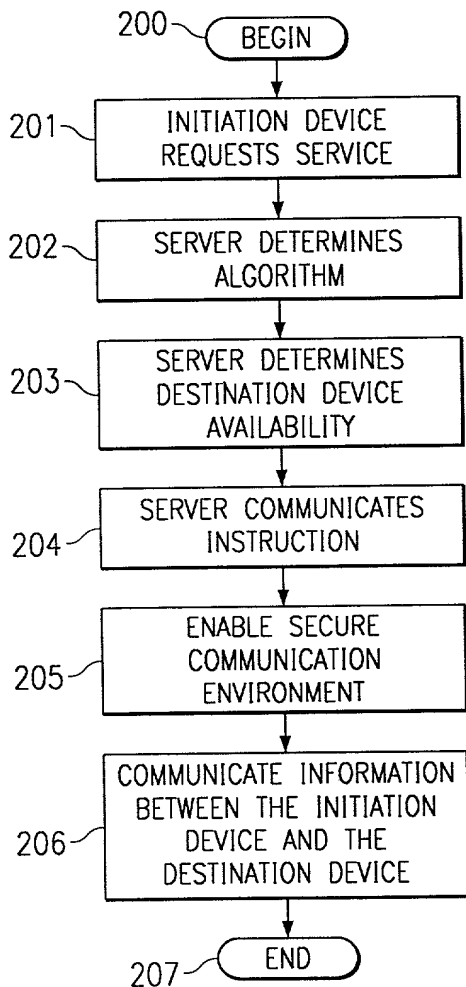 200
BEGIN
201
INITIATION DEVICE
REQUESTS SERVICE
202
SERVER DETERMINES
ALGORITHM
203
SERVER DETERMINES
DESTINATION DEVICE
AVAILABILITY
204
SERVER COMMUNICATES
INSTRUCTION
205
ENABLE SECURE
COMMUNICATION
ENVIRONMENT
206
COMMUNICATE INFORMATION
BETWEEN THE INITIATION
DEVICE AND THE
DESTINATION DEVICE
207
END